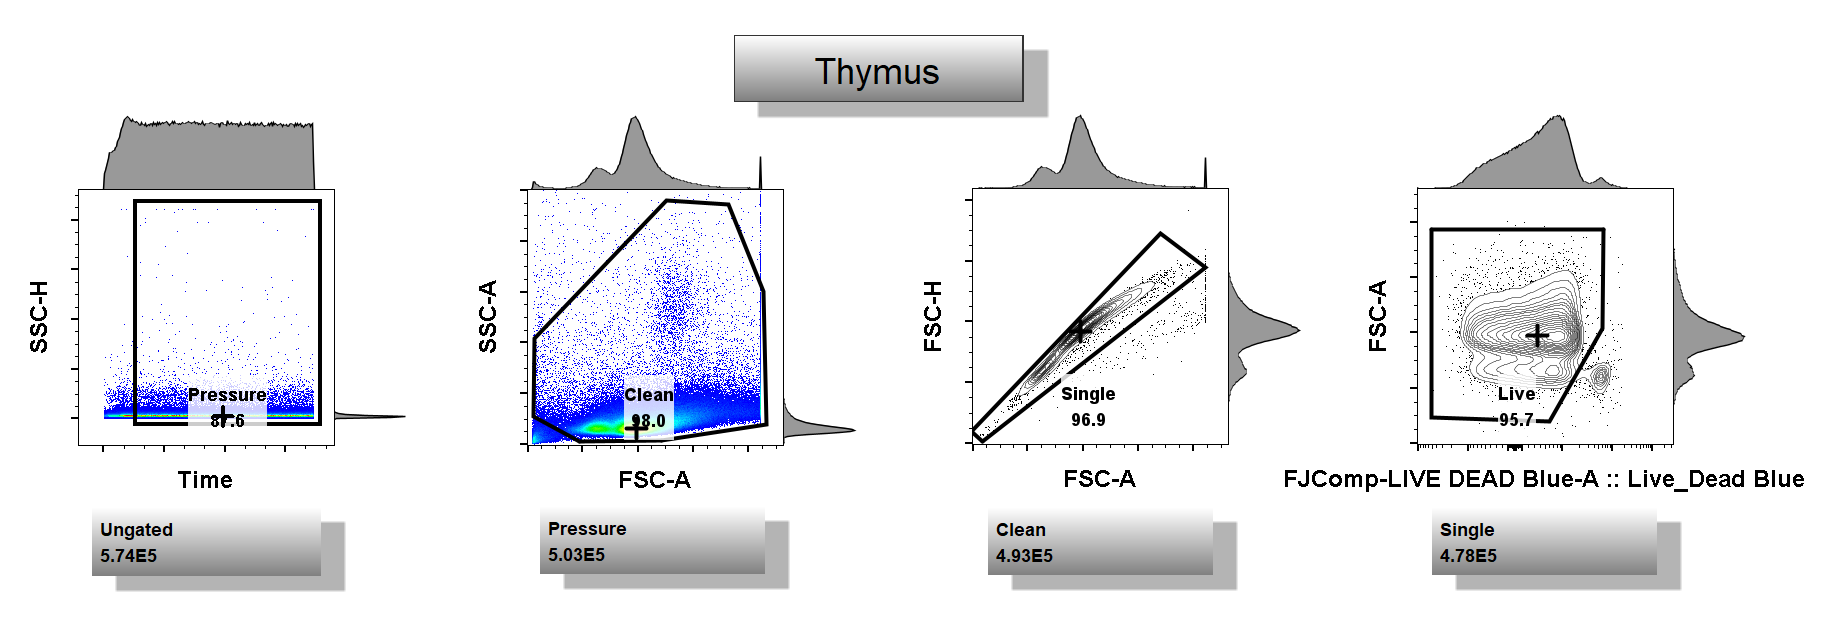 Thymus
SSC-H
Pressure
87.6
Time
Ungated
5.74E5
SSC-A
Clean
98.0
FSC-A
Pressure
5.03E5
FSC-H
Single
96.9
FSC-A
Clean
4.93E5
FSC-A
Live
95.7
FJComp-LIVE DEAD Blue-A :: Live_Dead Blue
Single
4.78E5